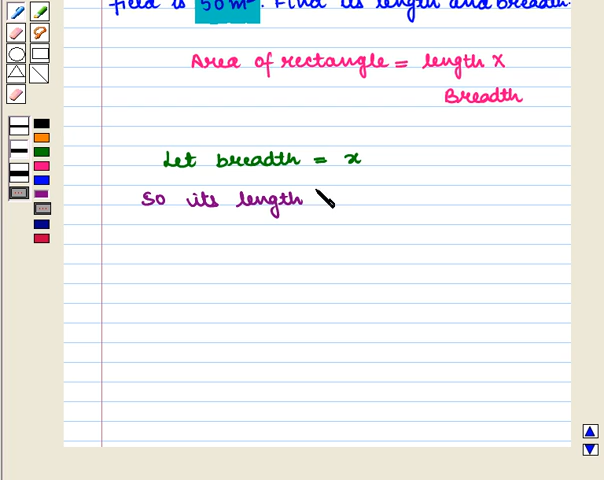 field is 50 m². Find its length and breadth.
Area of rectangle = length ×
Breadth
Let breadth = x
So its length